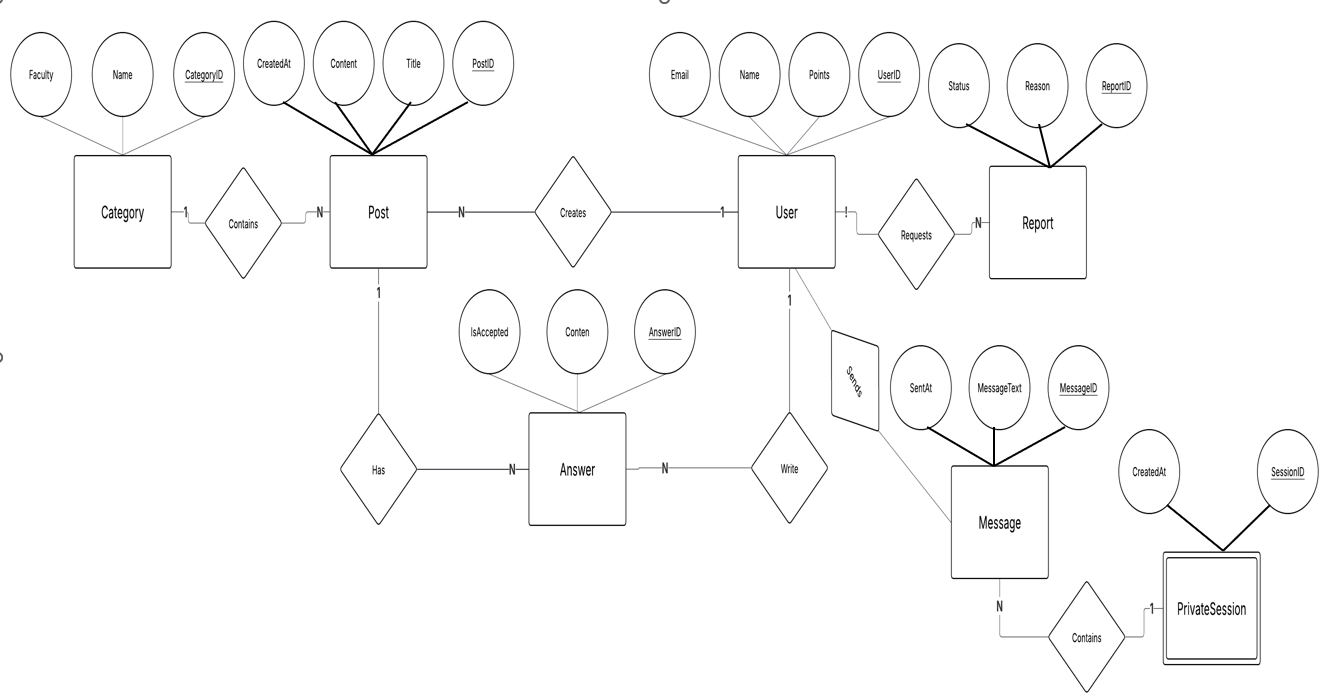 Faculty
Name
CategoryID
CreatedAt
Content
Title
PostID
Email
Name
Points
UserID
Status
Reason
ReportID
Category
1
Contains
N
Post
N
Creates
1
User
!
Requests
N
Report
1
1
IsAccepted
Conten
AnswerID
Sends
SentAt
MessageText
MessageID
Has
N
Answer
N
Write
CreatedAt
SessionID
Message
N
Contains
1
PrivateSession